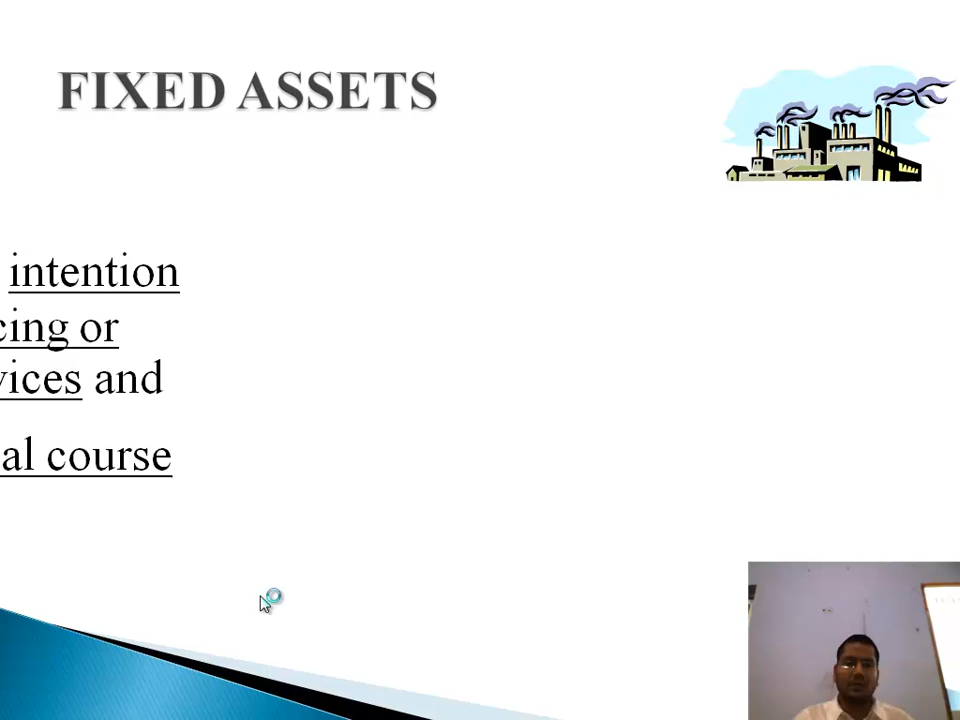 FIXED ASSETS
intention
cing or
vices and
al course